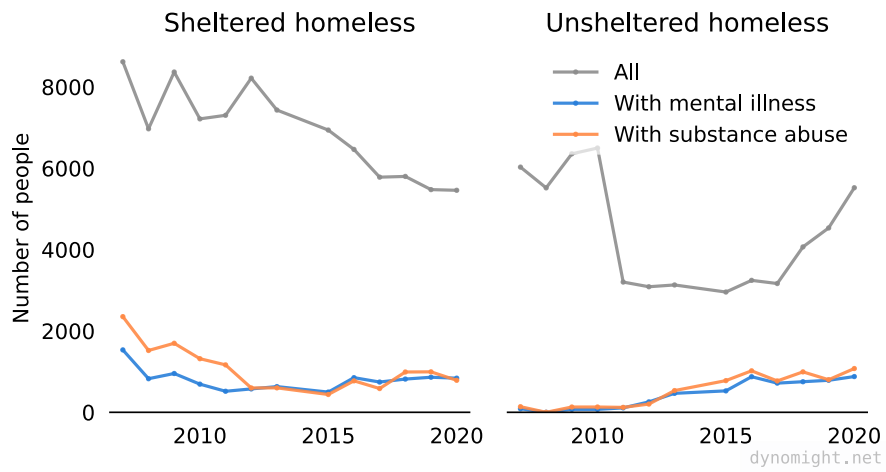 Sheltered homeless
Unsheltered homeless
All
With mental illness
With substance abuse
Number of people
8000
6000
4000
2000
0
2010
2015
2020
2010
2015
2020
dynomight.net